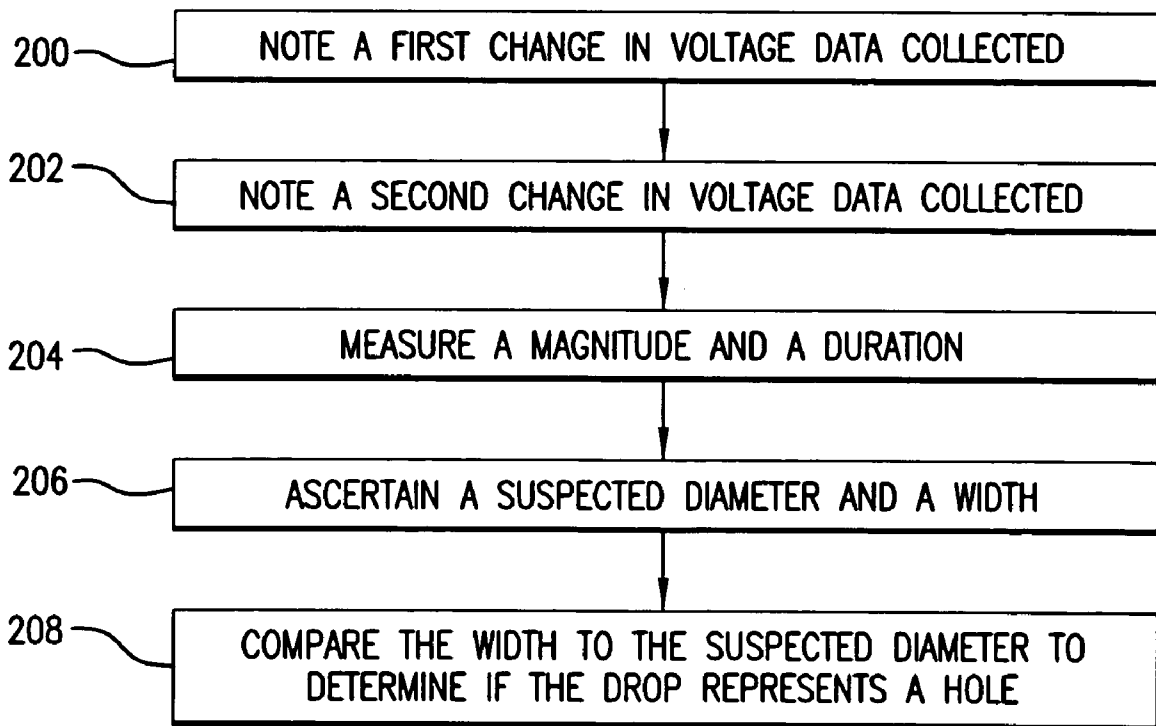 200
NOTE A FIRST CHANGE IN VOLTAGE DATA COLLECTED
202
NOTE A SECOND CHANGE IN VOLTAGE DATA COLLECTED
204
MEASURE A MAGNITUDE AND A DURATION
206
ASCERTAIN A SUSPECTED DIAMETER AND A WIDTH
208
COMPARE THE WIDTH TO THE SUSPECTED DIAMETER TO
DETERMINE IF THE DROP REPRESENTS A HOLE